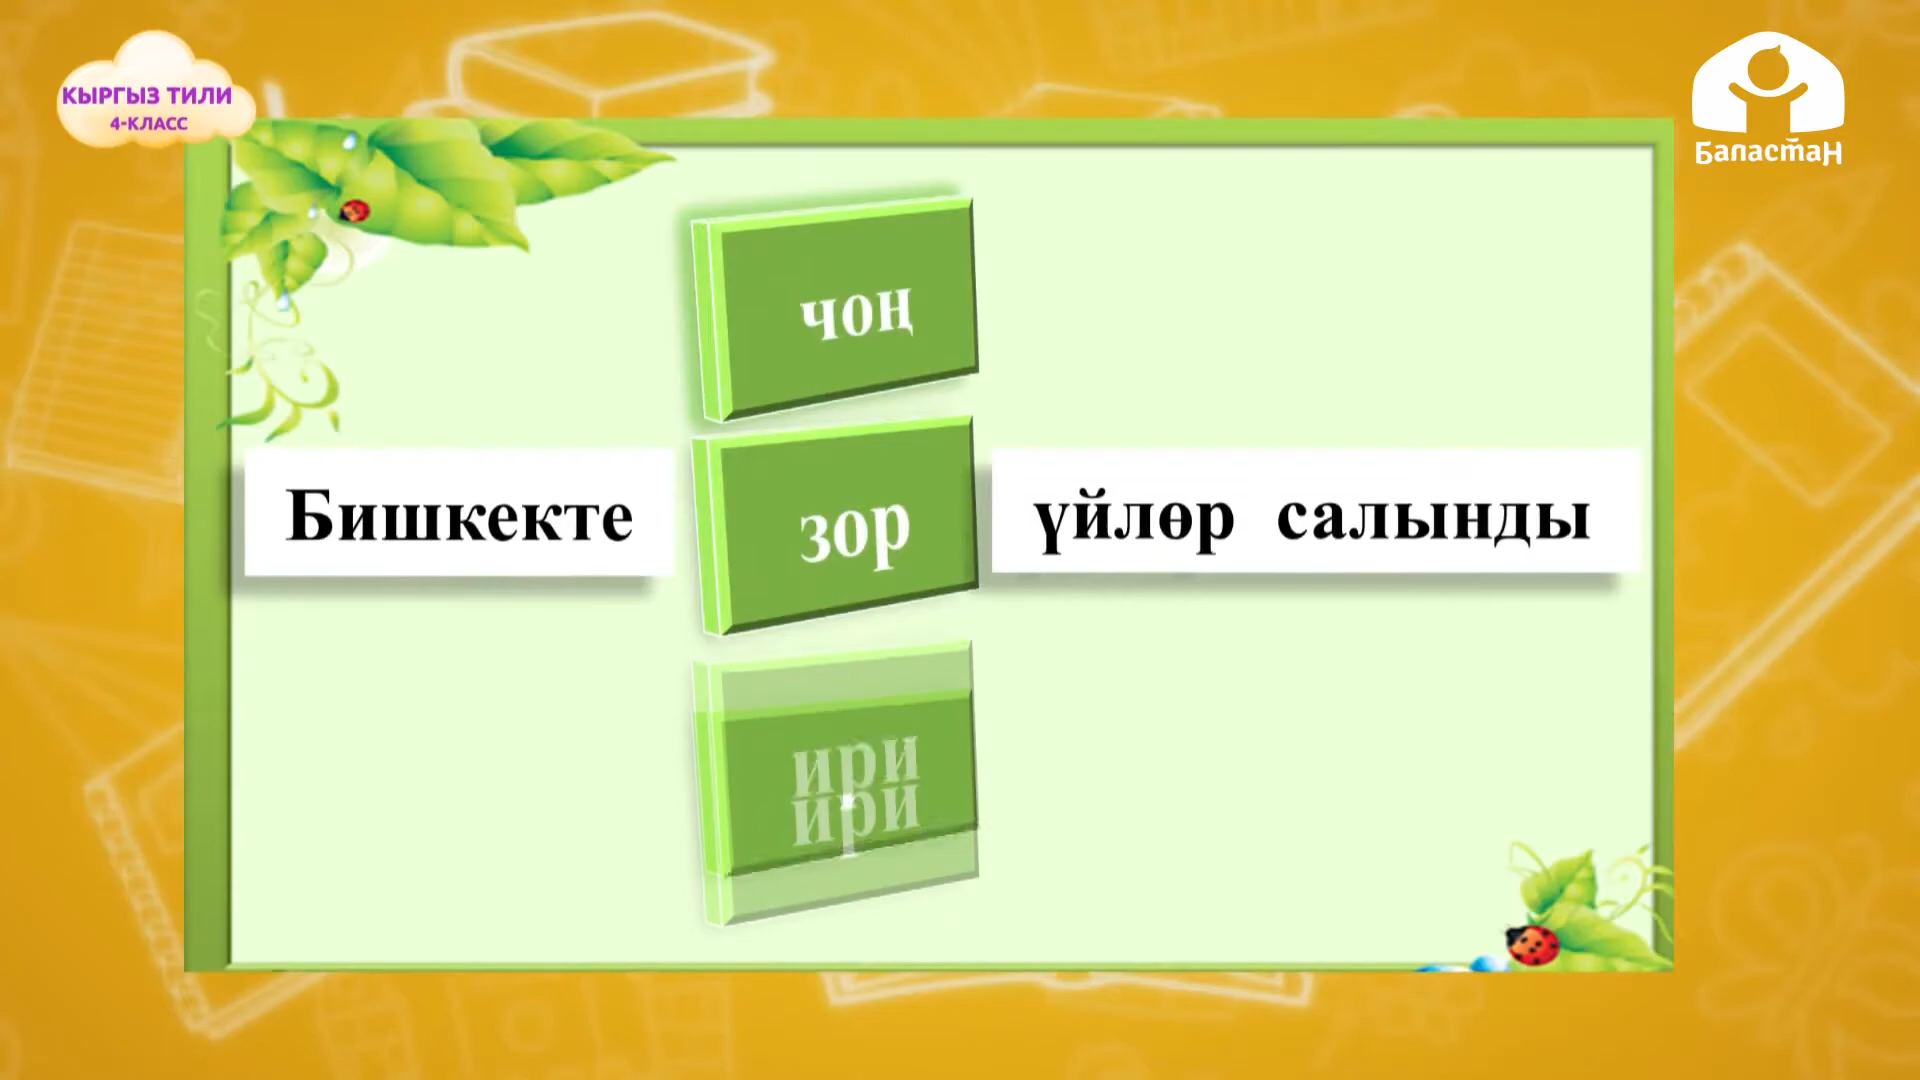 КЫРГЫЗ ТИЛИ
4-КЛАСС
Баластан
чоң
Бишкекте зор үйлөр салынды
ири